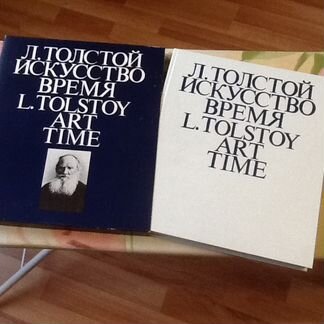 Л. ТОЛСТОЙ
ИСКУССТВО
ВРЕМЯ
L. TOLSTOY
ART
TIME
Л. ТОЛСТОЙ
ИСКУССТВО
ВРЕМЯ
L. TOLSTOY
ART
TIME